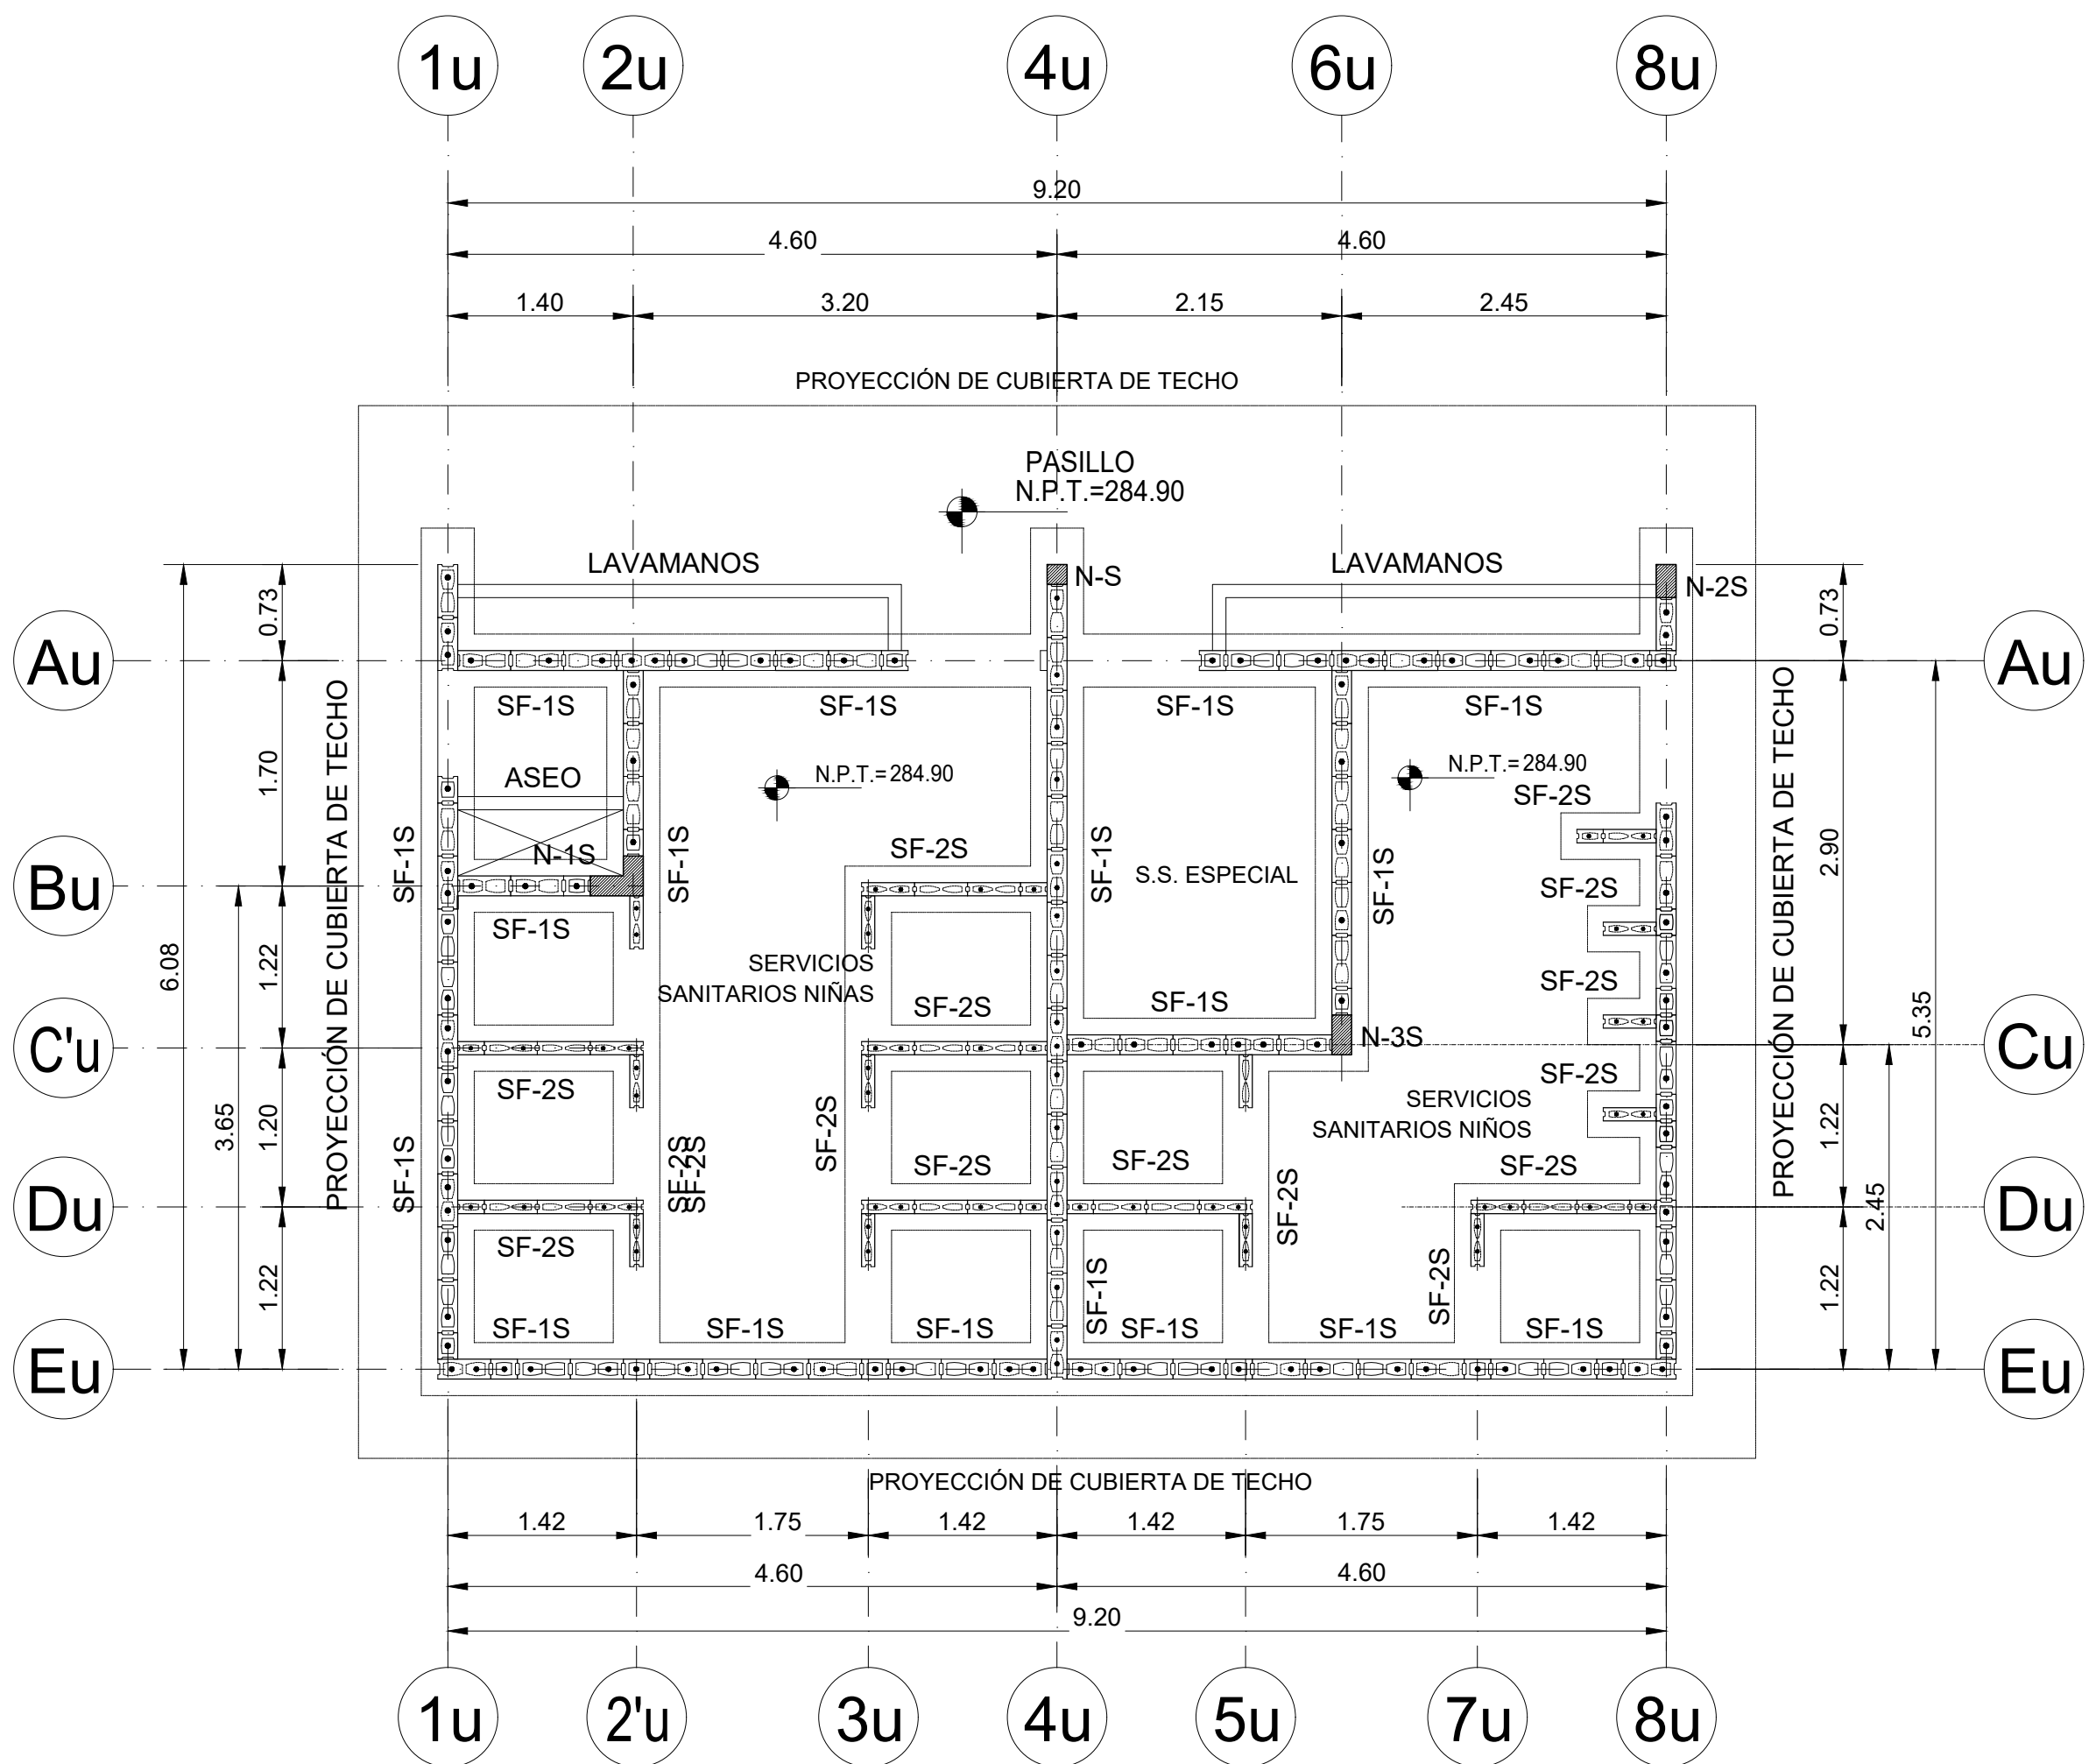 1u 2u 4u 6u 8u
9.20
4.60 4.60
1.40 3.20 2.15 2.45
PROYECCIÓN DE CUBIERTA DE TECHO
PASILLO
N.P.T.=284.90
LAVAMANOS LAVAMANOS
N-S N-2S
0.73 0.73
Au Au
SF-1S SF-1S SF-1S SF-1S
1.70
PROYECCIÓN DE CUBIERTA DE TECHO
PROYECCIÓN DE CUBIERTA DE TECHO
ASEO
N.P.T.=284.90
N.P.T.=284.90
SF-2S
N-1S
SF-1S SF-1S SF-2S SF-1S
S.S. ESPECIAL
SF-1S
SF-2S
2.90
Bu
SF-1S
6.08
1.22
SERVICIOS
SANITARIOS NIÑAS
SF-2S
SF-1S
SF-2S
5.35
C'u
N-3S
Cu
SF-2S
SF-2S
SERVICIOS
SANITARIOS NIÑOS
3.65
1.20
SF-1S
SF-2S
SF-2S
SF-2S
SF-2S
SF-2S
SF-2S
SF-2S
1.22
2.45
Du Du
SF-2S
1.22
SF-1S
SF-2S
1.22
SF-1S SF-1S SF-1S SF-1S SF-1S SF-1S
Eu Eu
PROYECCIÓN DE CUBIERTA DE TECHO
1.42 1.75 1.42 1.42 1.75 1.42
4.60 4.60
9.20
1u 2'u 3u 4u 5u 7u 8u